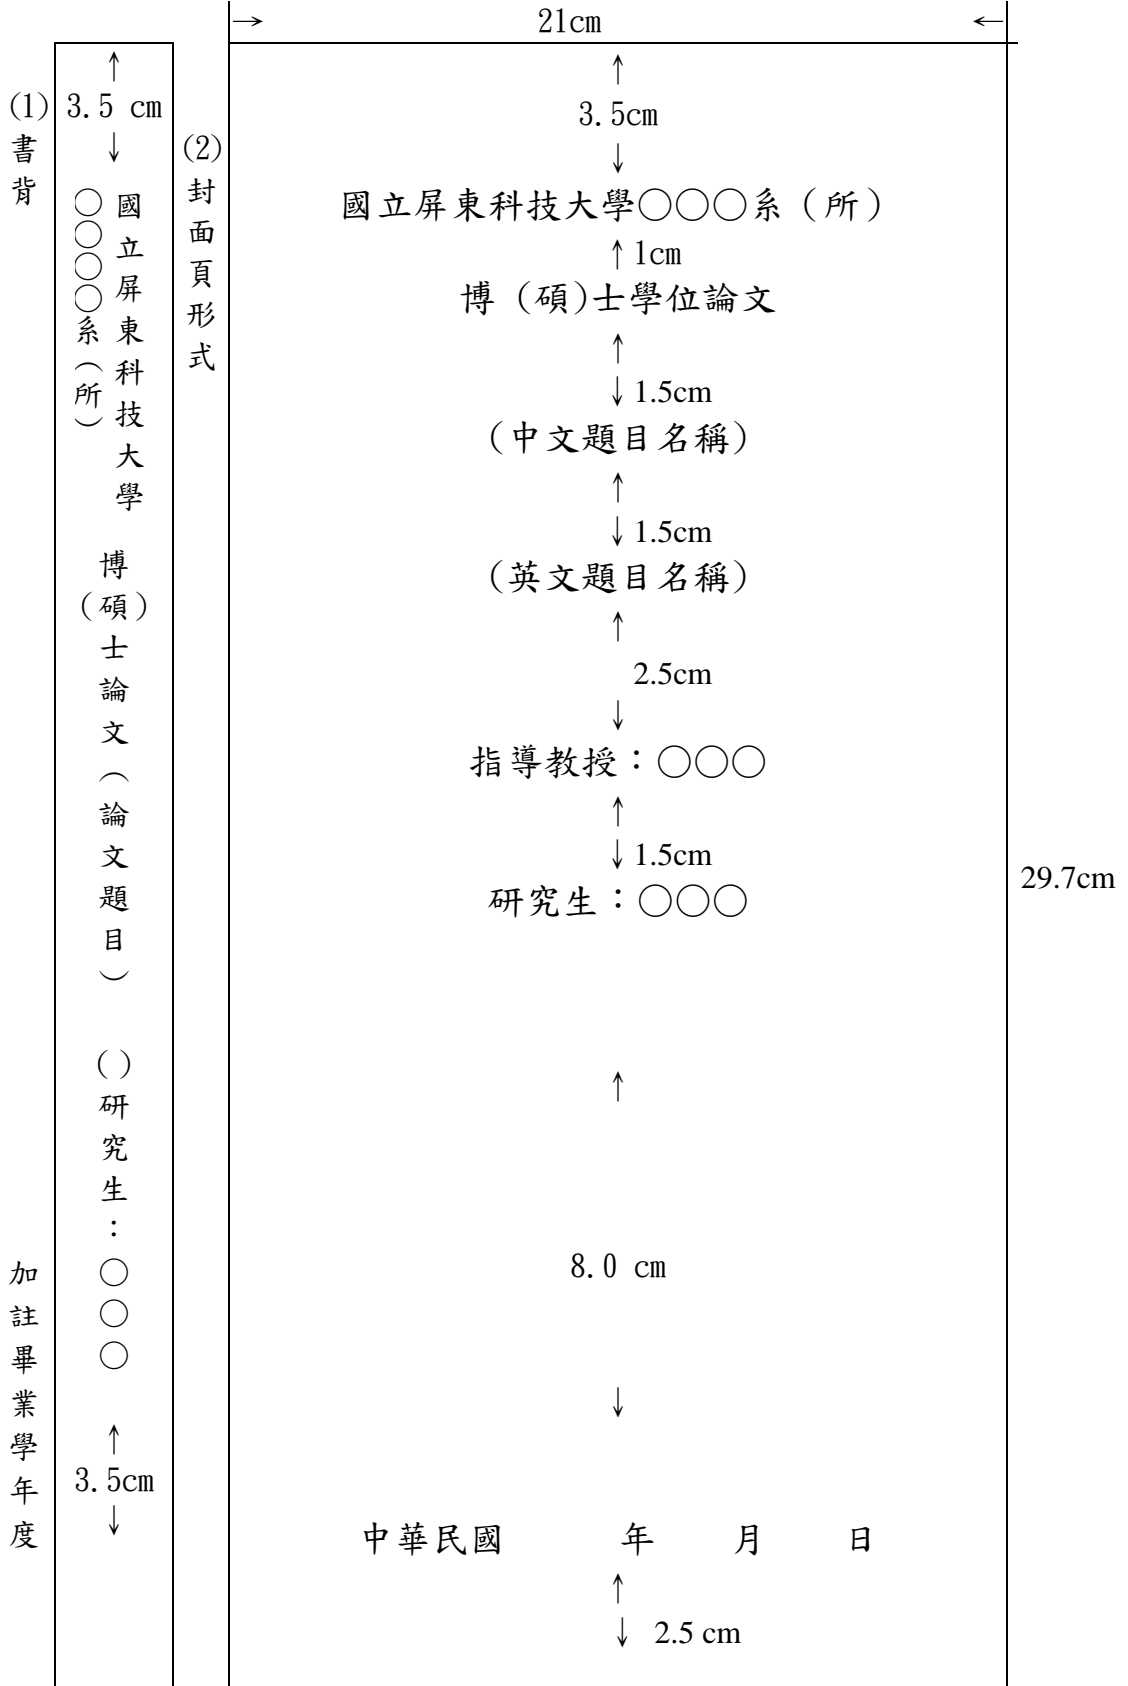 (1)書背
3.5 cm
國立屏東科技大學
○○○○系（所）
博（碩）士論文（論文題目）
( )研究生：○○○
3.5cm
加註畢業學年度
(2)封面頁形式
21cm
3.5cm
國立屏東科技大學○○○系（所）
1cm
博（碩)士學位論文
1.5cm
(中文題目名稱)
1.5cm
(英文題目名稱)
2.5cm
指導教授：○○○
1.5cm
研究生：○○○
29.7cm
8.0 cm
中華民國 年 月 日
2.5 cm